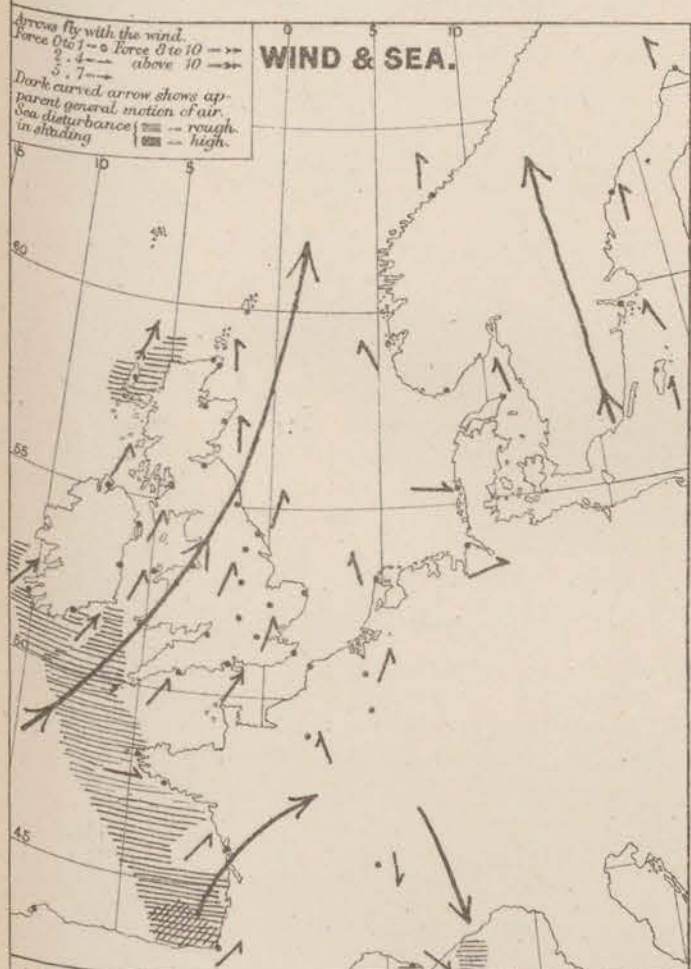 Arrows fly with the wind.
Force 0 to 1 Force 8 to 10
2 . 4 above 10
5 . 7
Dark curved arrow shows ap-
parent general motion of air.
Sea disturbance rough.
in shading high.
WIND & SEA.
0
5
10
10
5
60
55
50
45